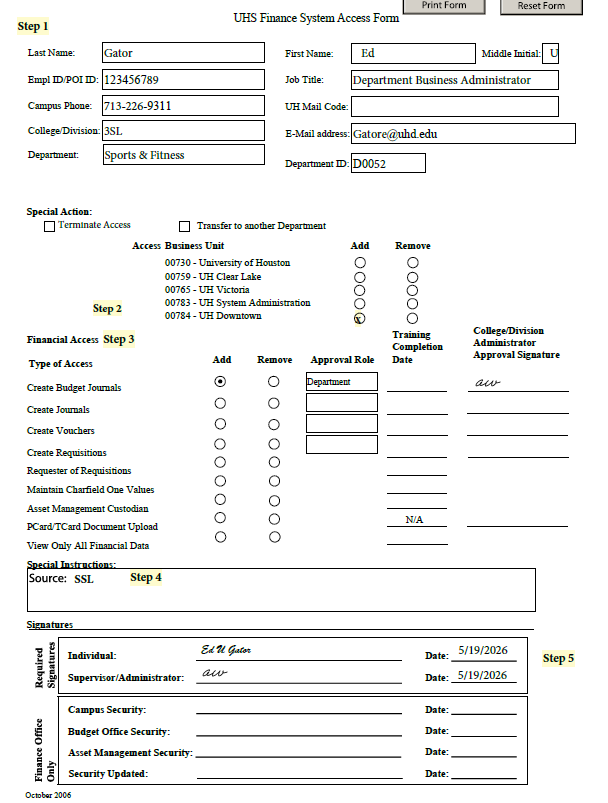 Print Form
Reset Form
UHS Finance System Access Form
Step 1
Last Name: Gator
First Name: Ed
Middle Initial: U
Empl ID/POI ID: 123456789
Job Title: Department Business Administrator
Campus Phone: 713-226-9311
UH Mail Code:
College/Division: 3SL
E-Mail address: Gatore@uhd.edu
Department: Sports & Fitness
Department ID: D0052
Special Action:
Terminate Access
Transfer to another Department
Access Business Unit
Add
Remove
00730 - University of Houston
00759 - UH Clear Lake
00765 - UH Victoria
00783 - UH System Administration
Step 2
00784 - UH Downtown
x
Financial Access Step 3
Training Completion Date
College/Division Administrator Approval Signature
Type of Access
Add
Remove
Approval Role
Create Budget Journals
Department
aw
Create Journals
Create Vouchers
Create Requisitions
Requester of Requisitions
Maintain Charfield One Values
Asset Management Custodian
PCard/TCard Document Upload
N/A
View Only All Financial Data
Special Instructions:
Source: SSL
Step 4
Signatures
Required Signatures
Individual: Ed U Gator
Date: 5/19/2026
Step 5
Supervisor/Administrator: aw
Date: 5/19/2026
Finance Office Only
Campus Security:
Date:
Budget Office Security:
Date:
Asset Management Security:
Date:
Security Updated:
Date:
October 2006